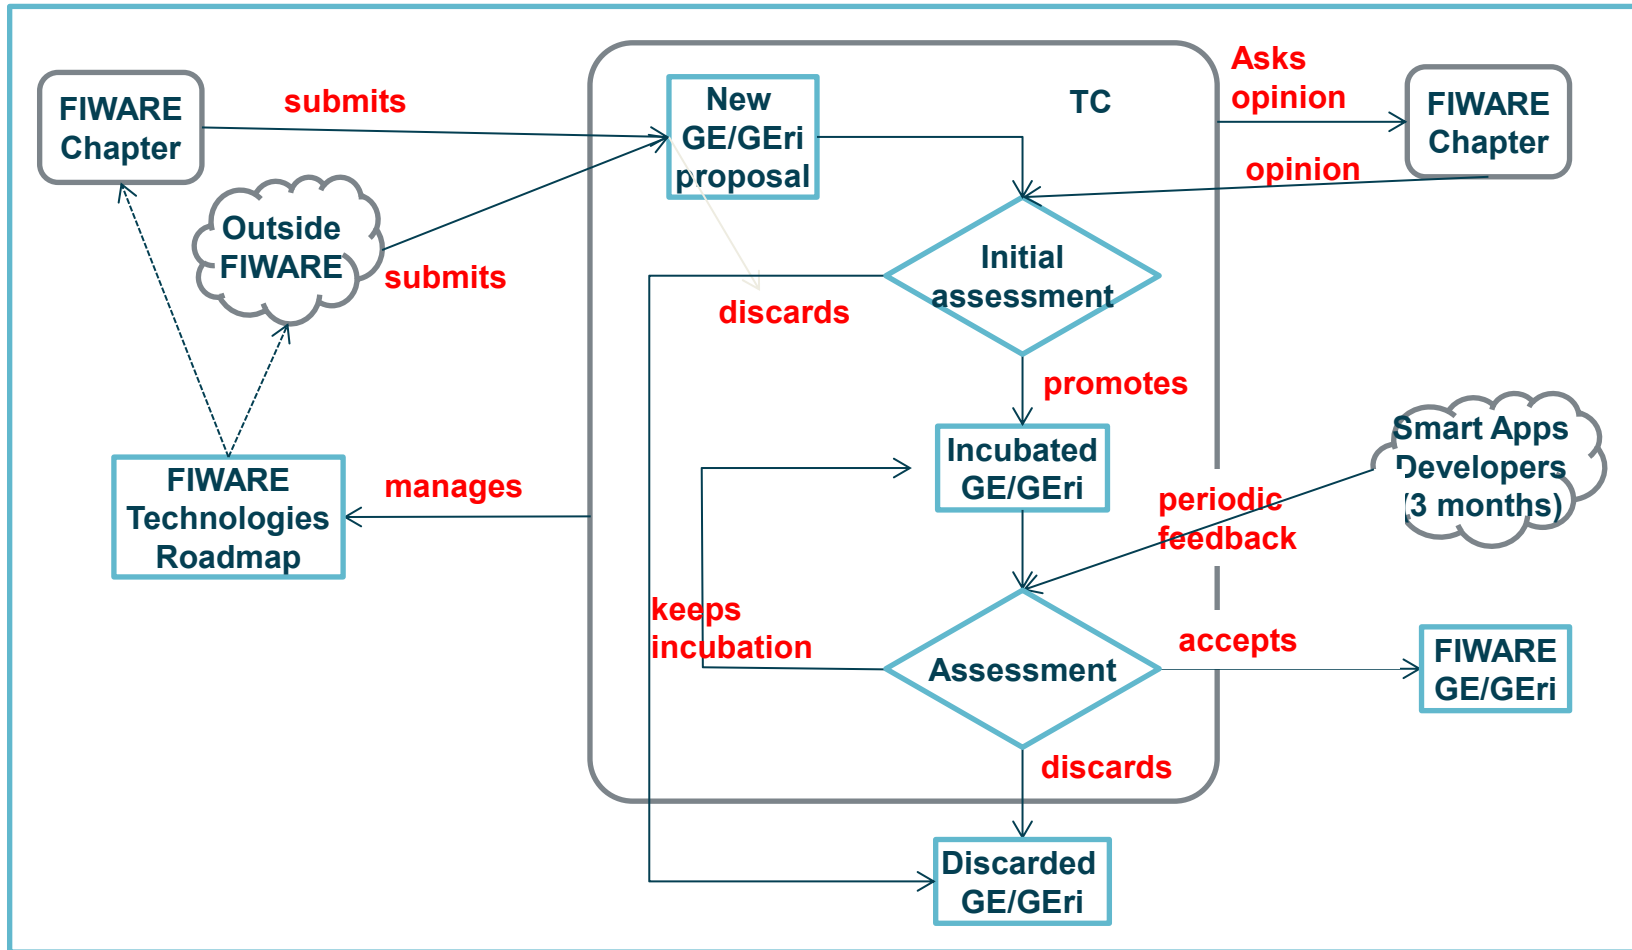 FIWARE
Chapter
submits
Outside
FIWARE
submits
New
GE/GEri
proposal
TC
Asks
opinion
FIWARE
Chapter
opinion
Initial
assessment
discards
promotes
FIWARE
Technologies
Roadmap
manages
Incubated
GE/GEri
Smart Apps
Developers
(3 months)
periodic
feedback
keeps
incubation
Assessment
accepts
FIWARE
GE/GEri
discards
Discarded
GE/GEri